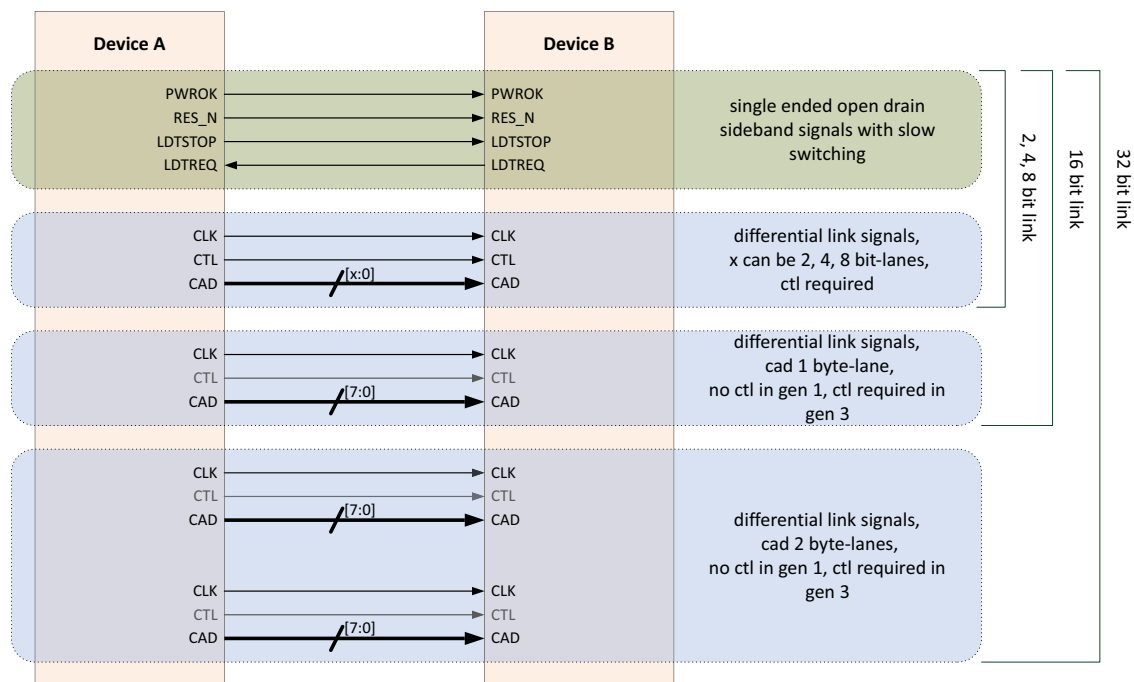 Device A
Device B
PWROK
PWROK
RES_N
RES_N
LDTSTOP
LDTSTOP
LDTREQ
LDTREQ
single ended open drain
sideband signals with slow
switching
CLK
CLK
CTL
CTL
CAD
[x:0]
CAD
differential link signals,
x can be 2, 4, 8 bit-lanes,
ctl required
CLK
CLK
CTL
CTL
CAD
[7:0]
CAD
differential link signals,
cad 1 byte-lane,
no ctl in gen 1, ctl required in
gen 3
CLK
CLK
CTL
CTL
CAD
[7:0]
CAD
CLK
CLK
CTL
CTL
CAD
[7:0]
CAD
differential link signals,
cad 2 byte-lanes,
no ctl in gen 1, ctl required in
gen 3
2, 4, 8 bit link
16 bit link
32 bit link